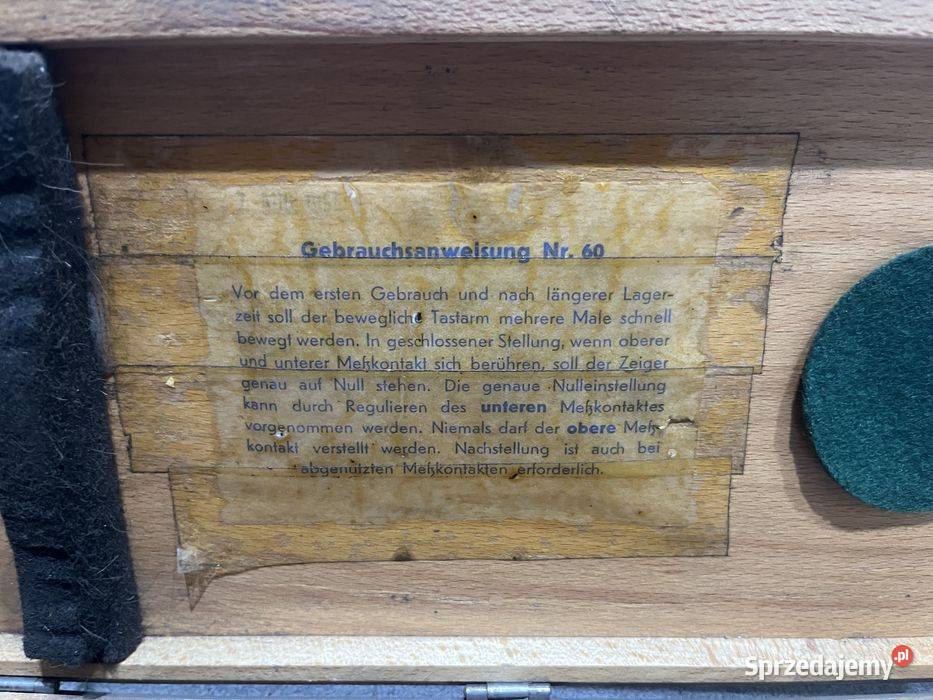 Gebrauchsanweisung Nr. 60
Vor dem ersten Gebrauch und nach längerer Lager-
zeit soll der bewegliche Tastarm mehrere Male schnell
bewegt werden. In geschlossener Stellung, wenn oberer
und unterer Meßkontakt sich berühren, soll der Zeiger
genau auf Null stehen. Die genaue Nulleinstellung
kann durch Regulieren des unteren Meßkontaktes
vorgenommen werden. Niemals darf der obere Meß-
kontakt verstellt werden. Nachstellung ist auch bei
abgenützten Meßkontakten erforderlich.
Sprzedajemy.pl